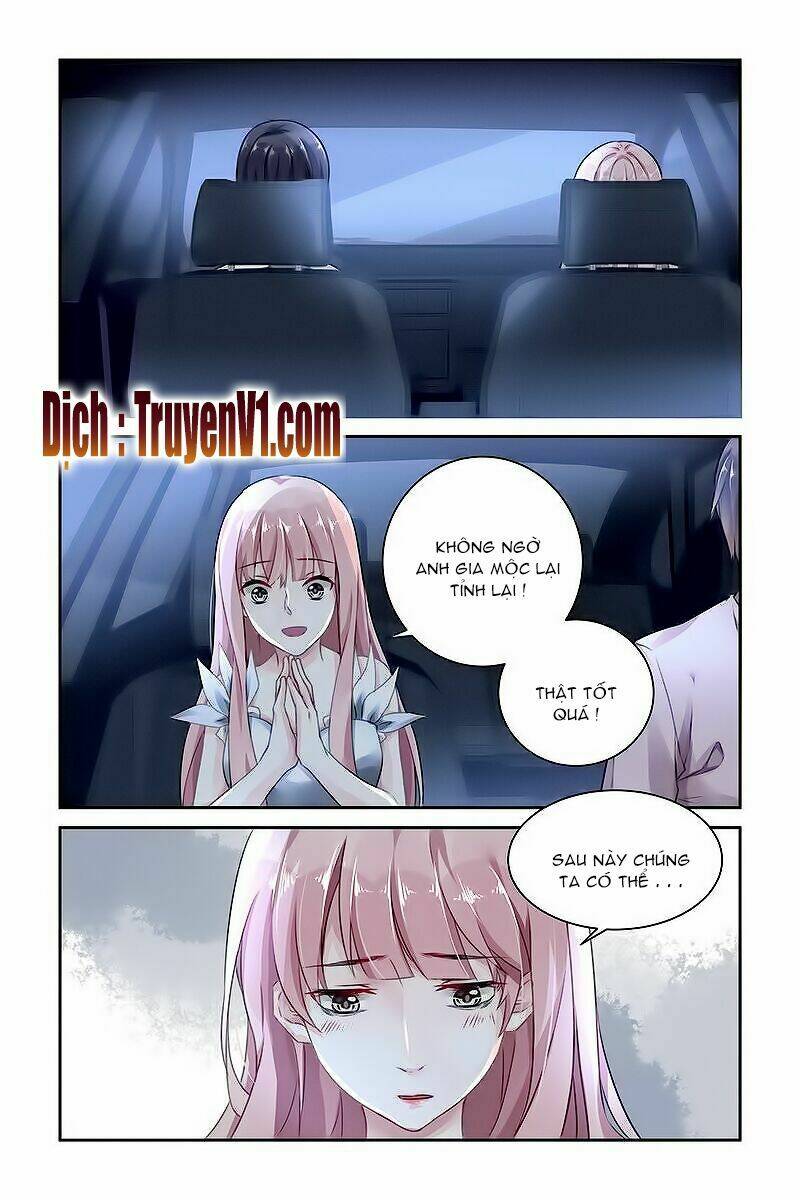 Dịch : TruyenV1.com
KHÔNG NGỜ
ANH GIA MỘC LẠI
TỈNH LẠI !
THẬT TỐT
QUÁ !
SAU NÀY CHÚNG
TA CÓ THỂ . . .